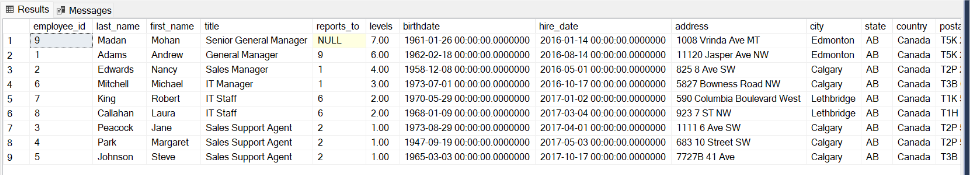 Results Messages
employee_id last_name first_name title reports_to levels birthdate hire_date address city state country posta
1 9 Madan Mohan Senior General Manager NULL 7.00 1961-01-26 00:00:00.0000000 2016-01-14 00:00:00.0000000 1008 Vrinda Ave MT Edmonton AB Canada T5K
2 1 Adams Andrew General Manager 9 6.00 1962-02-18 00:00:00.0000000 2016-08-14 00:00:00.0000000 11120 Jasper Ave NW Edmonton AB Canada T5K
3 2 Edwards Nancy Sales Manager 1 4.00 1958-12-08 00:00:00.0000000 2016-05-01 00:00:00.0000000 825 8 Ave SW Calgary AB Canada T2P
4 6 Mitchell Michael IT Manager 1 3.00 1973-07-01 00:00:00.0000000 2016-10-17 00:00:00.0000000 5827 Bowness Road NW Calgary AB Canada T3B
5 7 King Robert IT Staff 6 2.00 1970-05-29 00:00:00.0000000 2017-01-02 00:00:00.0000000 590 Columbia Boulevard West Lethbridge AB Canada T1K
6 8 Callahan Laura IT Staff 6 2.00 1968-01-09 00:00:00.0000000 2017-03-04 00:00:00.0000000 923 7 ST NW Lethbridge AB Canada T1H
7 3 Peacock Jane Sales Support Agent 2 1.00 1973-08-29 00:00:00.0000000 2017-04-01 00:00:00.0000000 1111 6 Ave SW Calgary AB Canada T2P
8 4 Park Margaret Sales Support Agent 2 1.00 1947-09-19 00:00:00.0000000 2017-05-03 00:00:00.0000000 683 10 Street SW Calgary AB Canada T2P
9 5 Johnson Steve Sales Support Agent 2 1.00 1965-03-03 00:00:00.0000000 2017-10-17 00:00:00.0000000 7727B 41 Ave Calgary AB Canada T3B